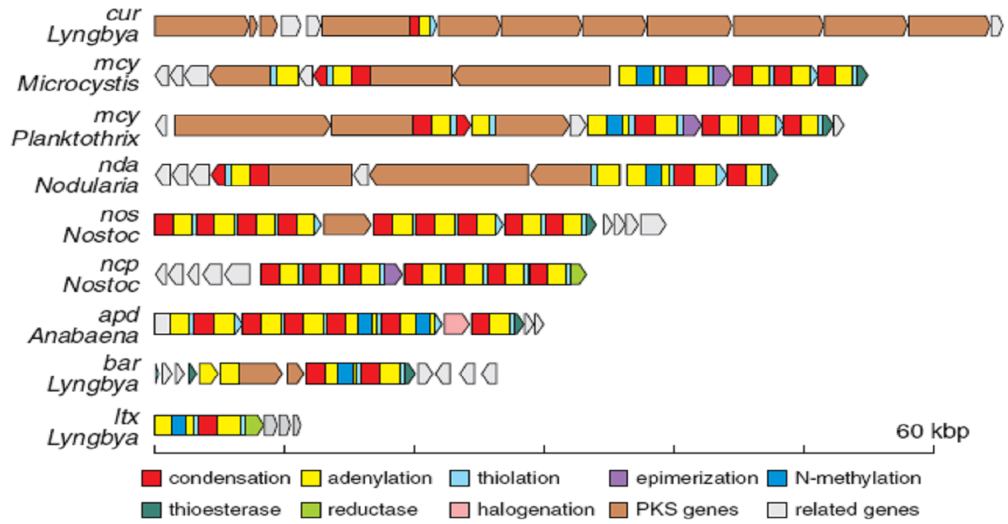 cur
Lyngbya
mcy
Microcystis
mcy
Planktothrix
nda
Nodularia
nos
Nostoc
ncp
Nostoc
apd
Anabaena
bar
Lyngbya
ltx
Lyngbya
60 kbp
condensation adenylation thiolation epimerization N-methylation
thioesterase reductase halogenation PKS genes related genes